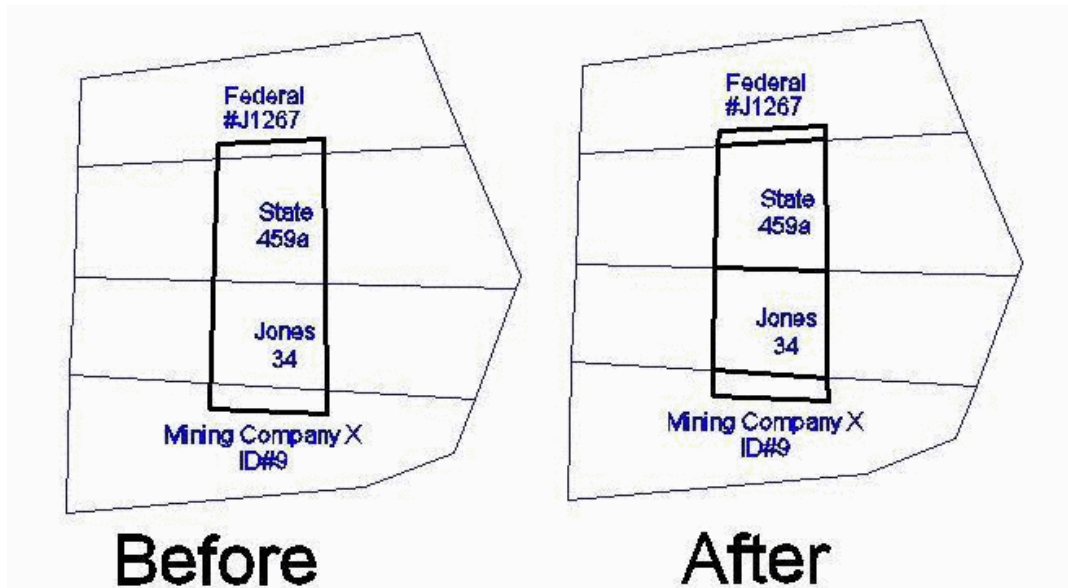 Federal
#J1267
State
459a
Jones
34
Mining Company X
ID#9
Before
Federal
#J1267
State
459a
Jones
34
Mining Company X
ID#9
After